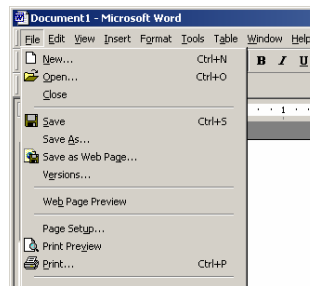 Document1 - Microsoft Word
File Edit View Insert Format Tools Table Window Help
New... Ctrl+N
B I U
Open... Ctrl+O
Close
1
Save Ctrl+S
Save As...
Save as Web Page...
Versions...
Web Page Preview
Page Setup...
Print Preview
Print... Ctrl+P